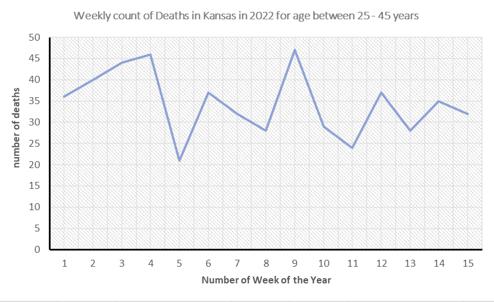 Weekly count of Deaths in Kansas in 2022 for age between 25 - 45 years
number of deaths
50
45
40
35
30
25
20
15
10
5
0
1 2 3 4 5 6 7 8 9 10 11 12 13 14 15
Number of Week of the Year